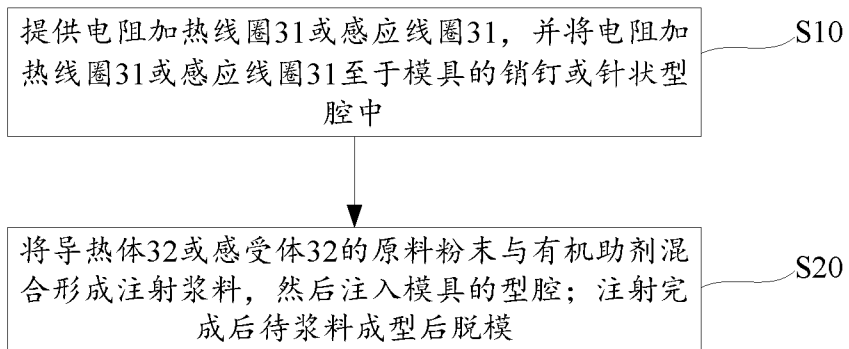 提供电阻加热线圈31或感应线圈31，并将电阻加
热线圈31或感应线圈31至于模具的销钉或针状型
腔中
S10
将导热体32或感受体32的原料粉末与有机助剂混
合形成注射浆料，然后注入模具的型腔；注射完
成后待浆料成型后脱模
S20